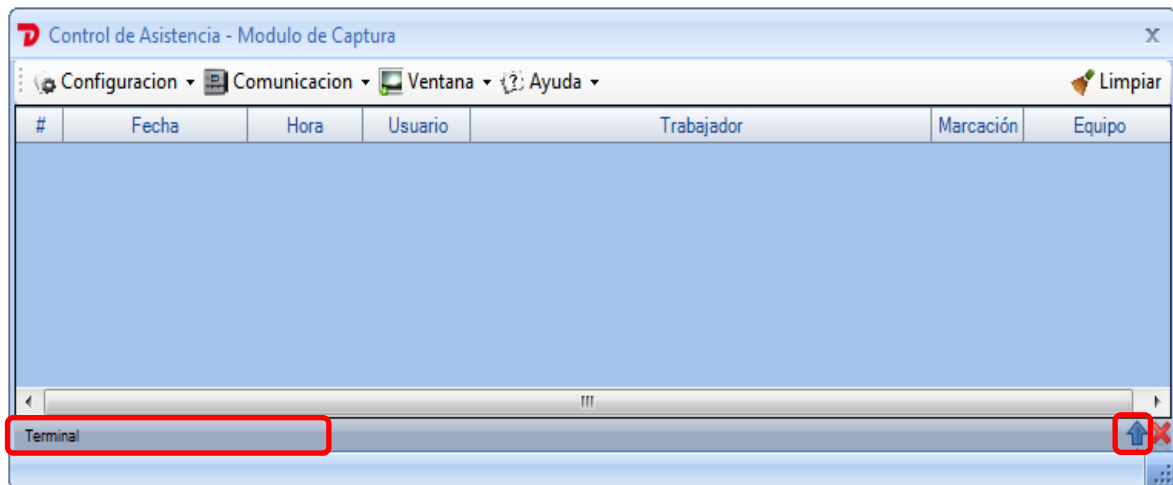 Control de Asistencia - Modulo de Captura
Configuracion Comunicacion Ventana Ayuda Limpiar
# Fecha Hora Usuario Trabajador Marcación Equipo
Terminal